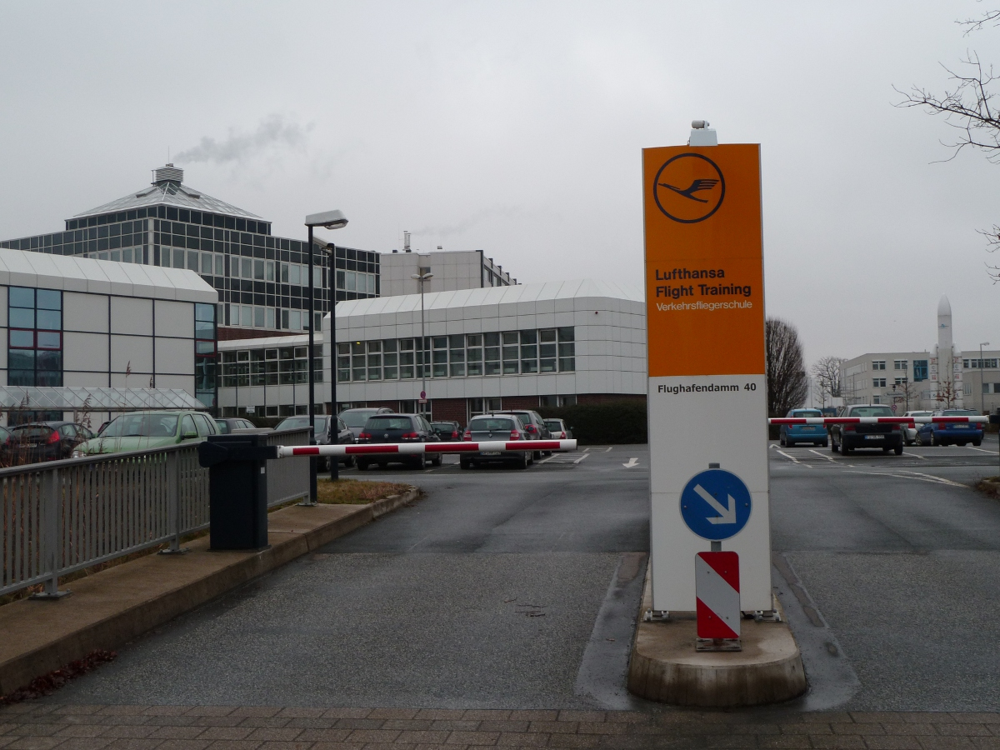 Lufthansa
Flight Training
Verkehrsfliegerschule
Flughafendamm 40